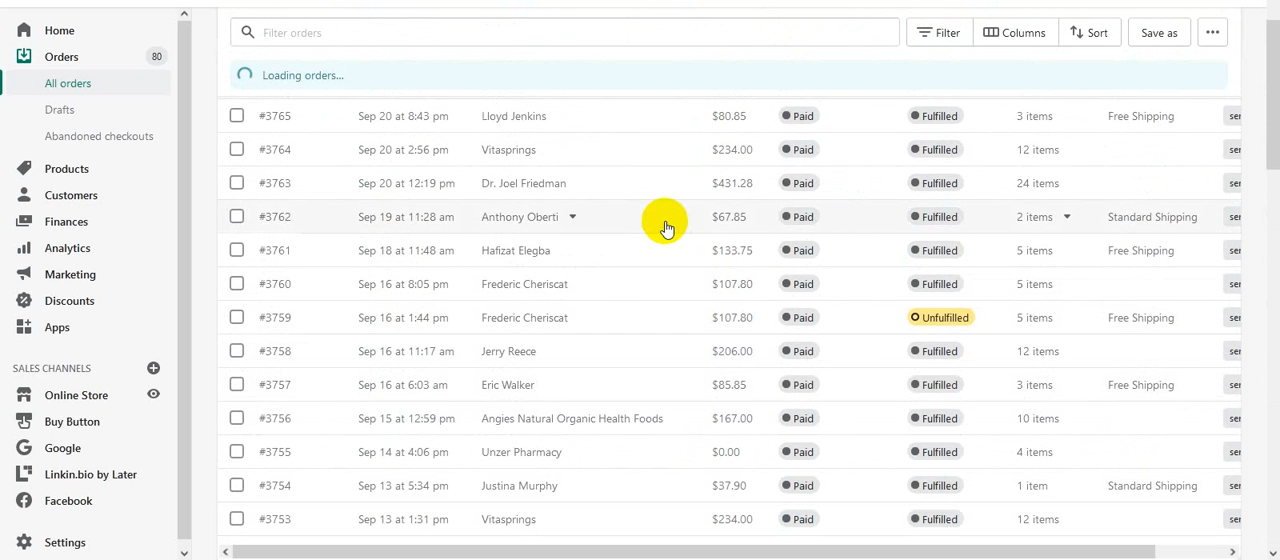 Home
Orders 80
All orders
Drafts
Abandoned checkouts
Products
Customers
Finances
Analytics
Marketing
Discounts
Apps
SALES CHANNELS
Online Store
Buy Button
Google
Linkin.bio by Later
Facebook
Settings
Filter orders Filter Columns Sort Save as
Loading orders...
#3765 Sep 20 at 8:43 pm Lloyd Jenkins $80.85 Paid Fulfilled 3 items Free Shipping ser
#3764 Sep 20 at 2:56 pm Vitasprings $234.00 Paid Fulfilled 12 items
#3763 Sep 20 at 12:19 pm Dr. Joel Friedman $431.28 Paid Fulfilled 24 items
#3762 Sep 19 at 11:28 am Anthony Oberti $67.85 Paid Fulfilled 2 items Standard Shipping ser
#3761 Sep 18 at 11:48 am Hafizat Elegba $133.75 Paid Fulfilled 5 items Free Shipping ser
#3760 Sep 16 at 8:05 pm Frederic Cheriscat $107.80 Paid Fulfilled 5 items ser
#3759 Sep 16 at 1:44 pm Frederic Cheriscat $107.80 Paid Unfulfilled 5 items Free Shipping ser
#3758 Sep 16 at 11:17 am Jerry Reece $206.00 Paid Fulfilled 12 items
#3757 Sep 16 at 6:03 am Eric Walker $85.85 Paid Fulfilled 3 items Free Shipping ser
#3756 Sep 15 at 12:59 pm Angies Natural Organic Health Foods $167.00 Paid Fulfilled 10 items ser
#3755 Sep 14 at 4:06 pm Unzer Pharmacy $0.00 Paid Fulfilled 4 items ser
#3754 Sep 13 at 5:34 pm Justina Murphy $37.90 Paid Fulfilled 1 item Standard Shipping ser
#3753 Sep 13 at 1:31 pm Vitasprings $234.00 Paid Fulfilled 12 items ser